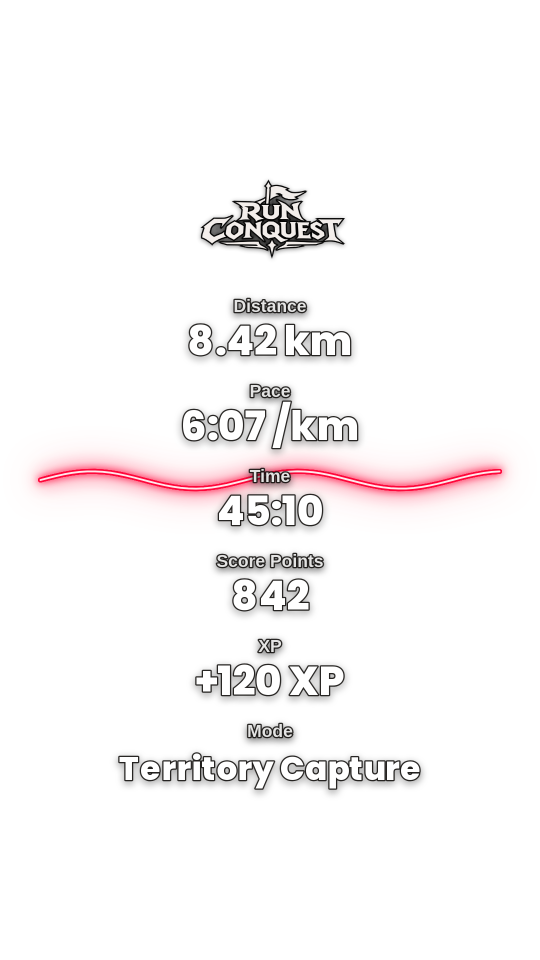 RUN
CONQUEST
Distance
8.42 km
Pace
6:07 /km
Time
45:10
Score Points
842
XP
+120 XP
Mode
Territory Capture